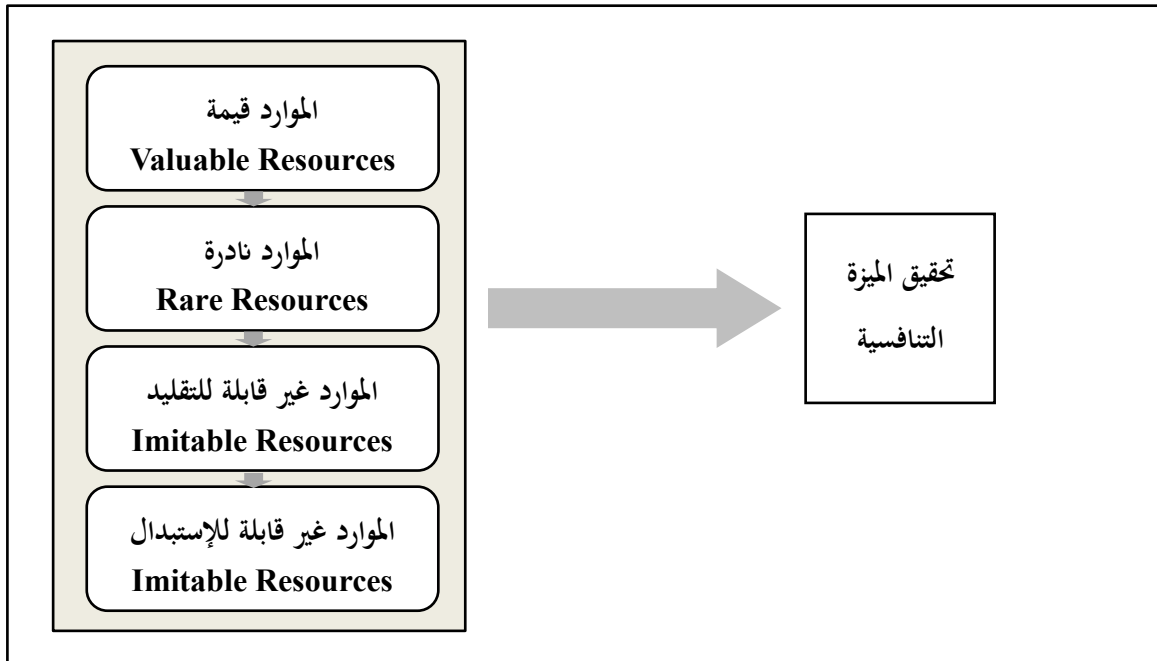 الموارد قيمة
Valuable Resources
الموارد نادرة
Rare Resources
الموارد غير قابلة للتقليد
Imitable Resources
الموارد غير قابلة للإستبدال
Imitable Resources
تحقيق الميزة
التنافسية